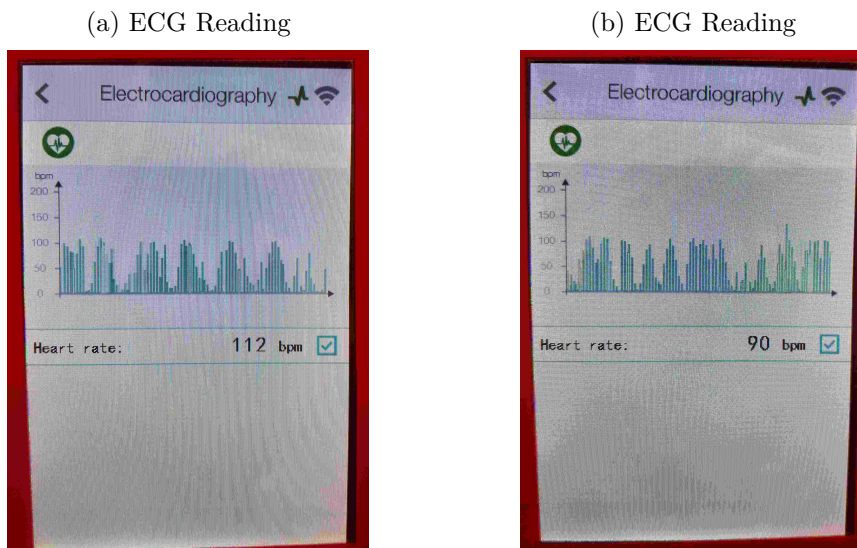 (a) ECG Reading
Electrocardiography
bpm
200
150
100
50
0
Heart rate: 112 bpm
(b) ECG Reading
Electrocardiography
bpm
200
150
100
50
0
Heart rate: 90 bpm